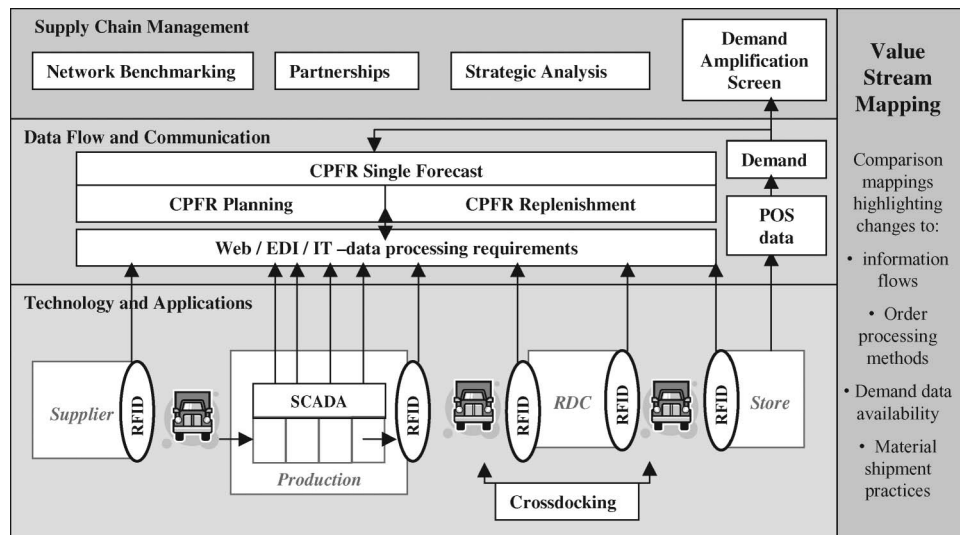 Supply Chain Management
Network Benchmarking
Partnerships
Strategic Analysis
Demand
Amplification
Screen
Data Flow and Communication
CPFR Single Forecast
CPFR Planning
CPFR Replenishment
Web / EDI / IT –data processing requirements
Demand
POS
data
Technology and Applications
Supplier
RFID
SCADA
Production
RFID
RFID
RDC
RFID
RFID
Store
Crossdocking
Value
Stream
Mapping
Comparison
mappings
highlighting
changes to:
• information
flows
• Order
processing
methods
• Demand data
availability
• Material
shipment
practices